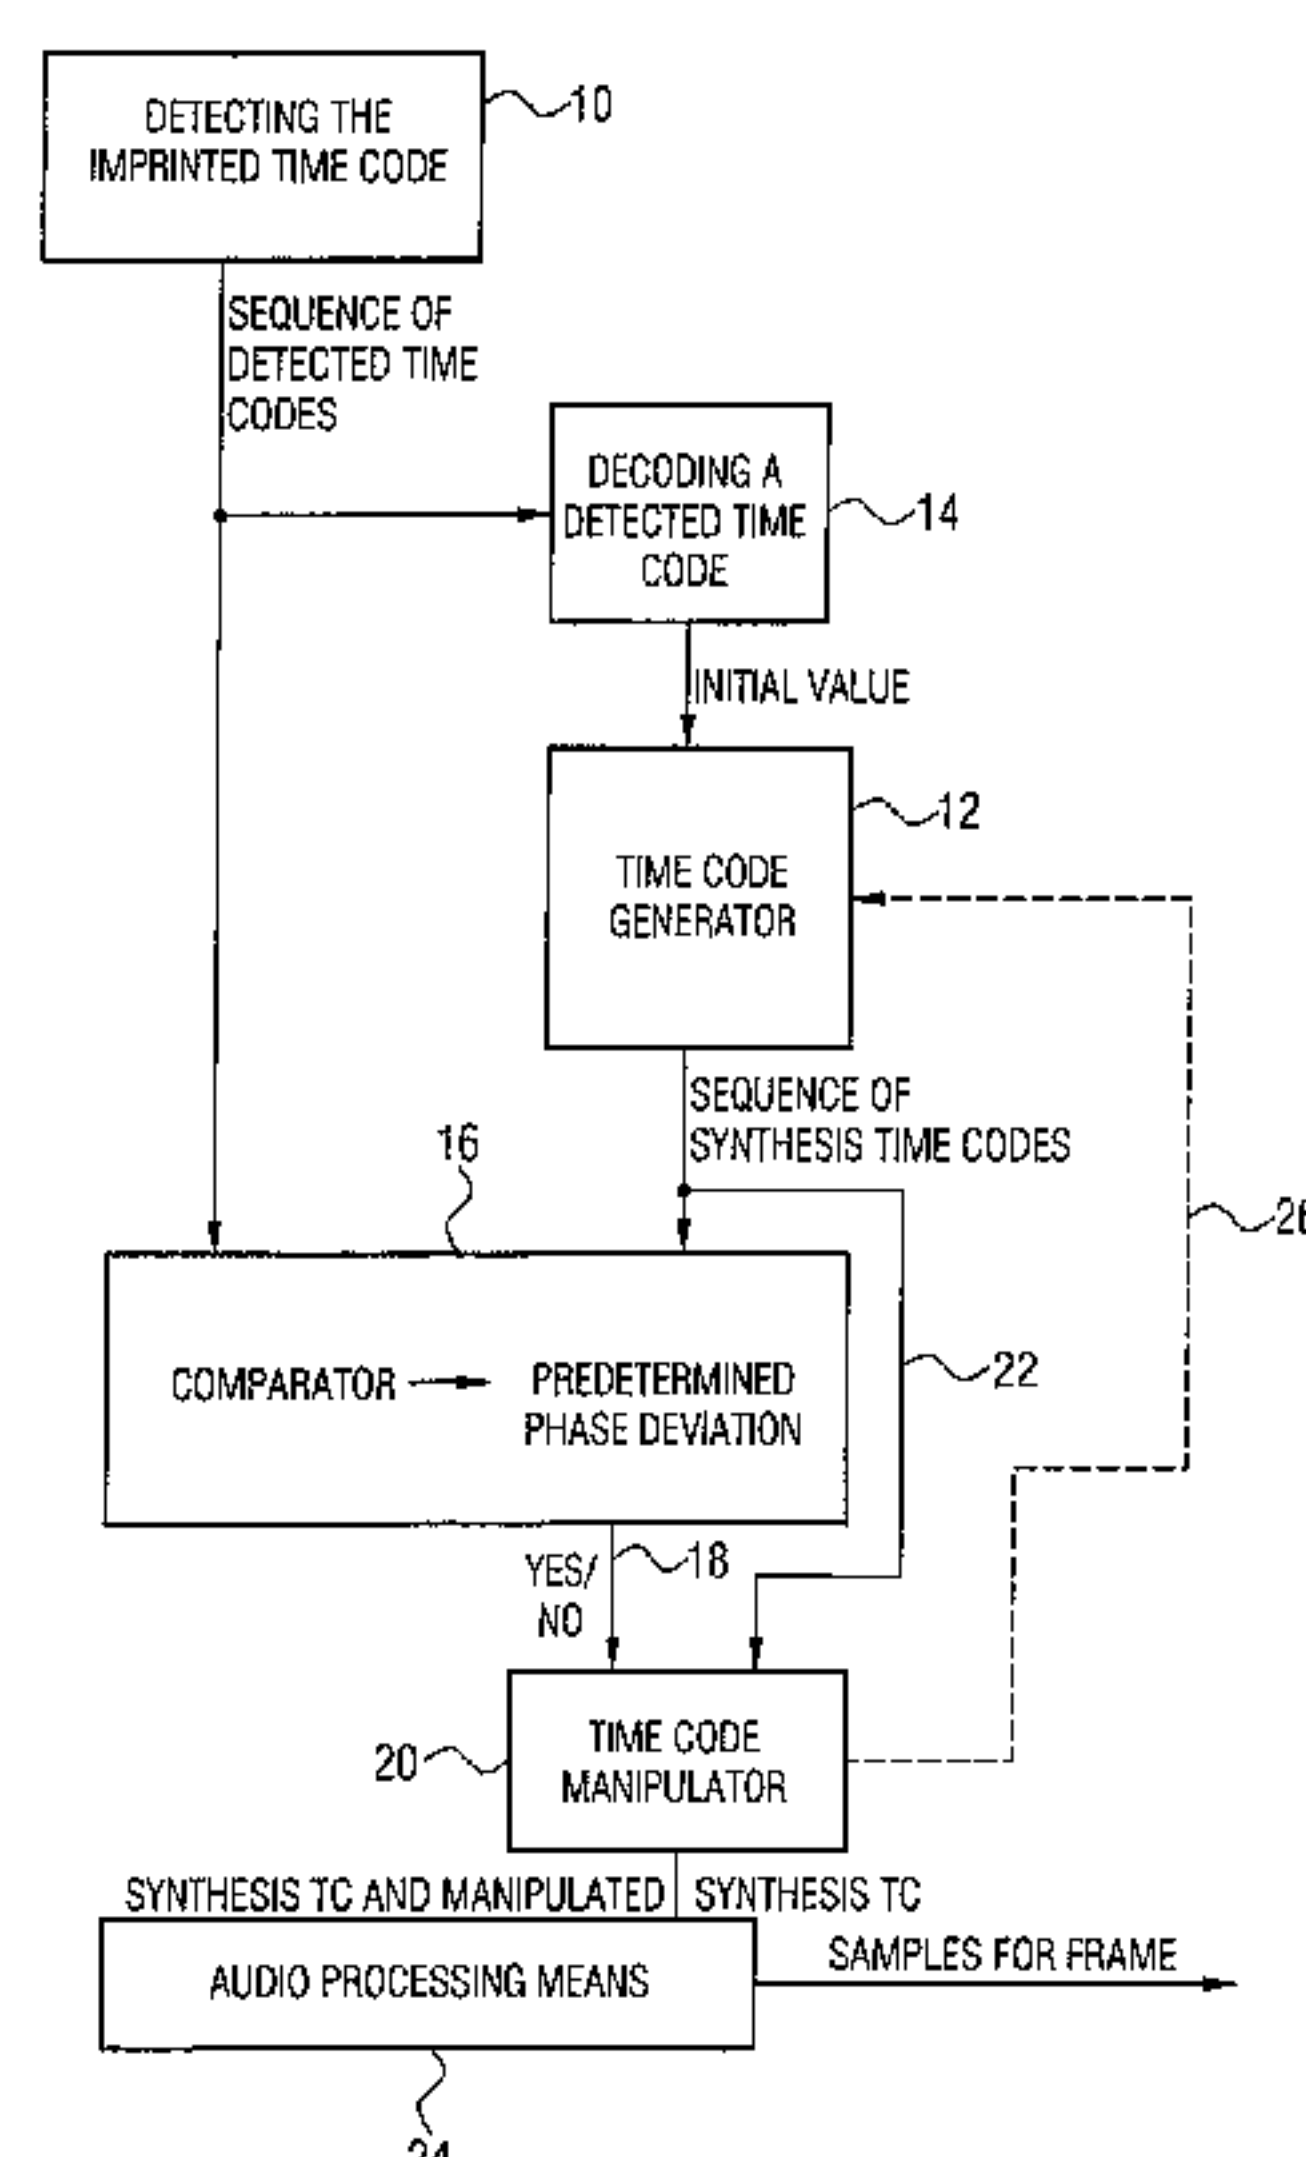 DETECTING THE
IMPRINTED TIME CODE
10
SEQUENCE OF
DETECTED TIME
CODES
DECODING A
DETECTED TIME
CODE
14
INITIAL VALUE
12
TIME CODE
GENERATOR
SEQUENCE OF
SYNTHESIS TIME CODES
16
26
COMPARATOR
PREDETERMINED
PHASE DEVIATION
22
YES/
NO
18
TIME CODE
MANIPULATOR
20
SYNTHESIS TC AND MANIPULATED SYNTHESIS TC
SAMPLES FOR FRAME
AUDIO PROCESSING MEANS